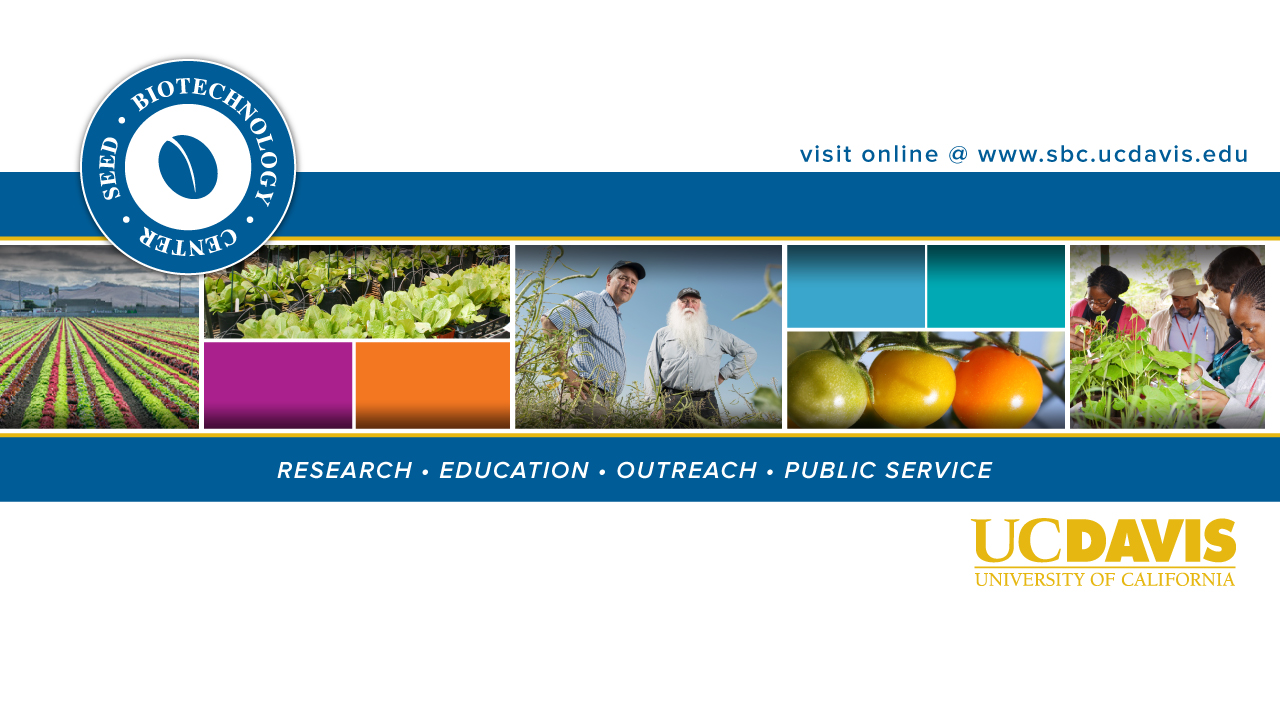 SEED • BIOTECHNOLOGY • CENTER •
visit online @ www.sbc.ucdavis.edu
RESEARCH • EDUCATION • OUTREACH • PUBLIC SERVICE
UCDAVIS
UNIVERSITY OF CALIFORNIA